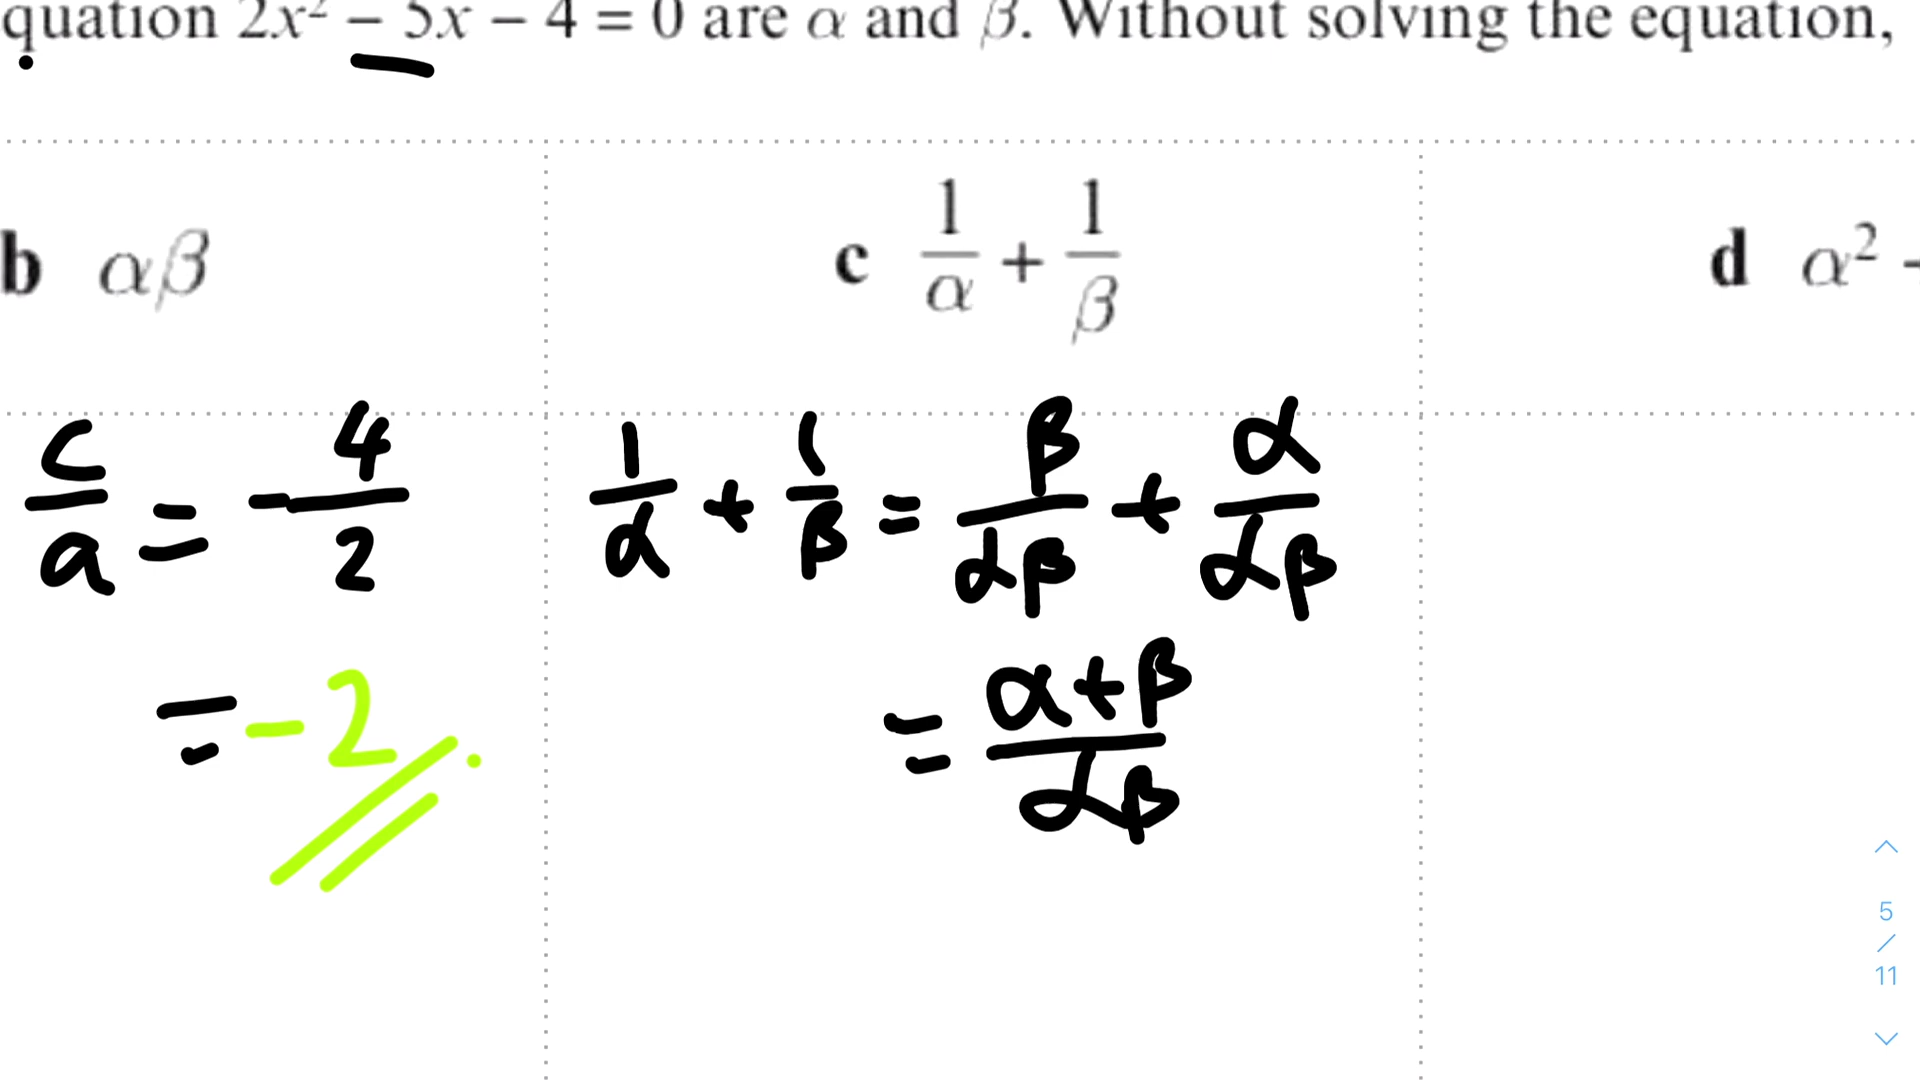 quation 2x² − 5x − 4 = 0 are α and β. Without solving the equation,
b αβ
c 1/α + 1/β
d α² -
c/a = -4/2
= -2
1/α + 1/β = β/αβ + α/αβ
= α+β/αβ
5
/
11